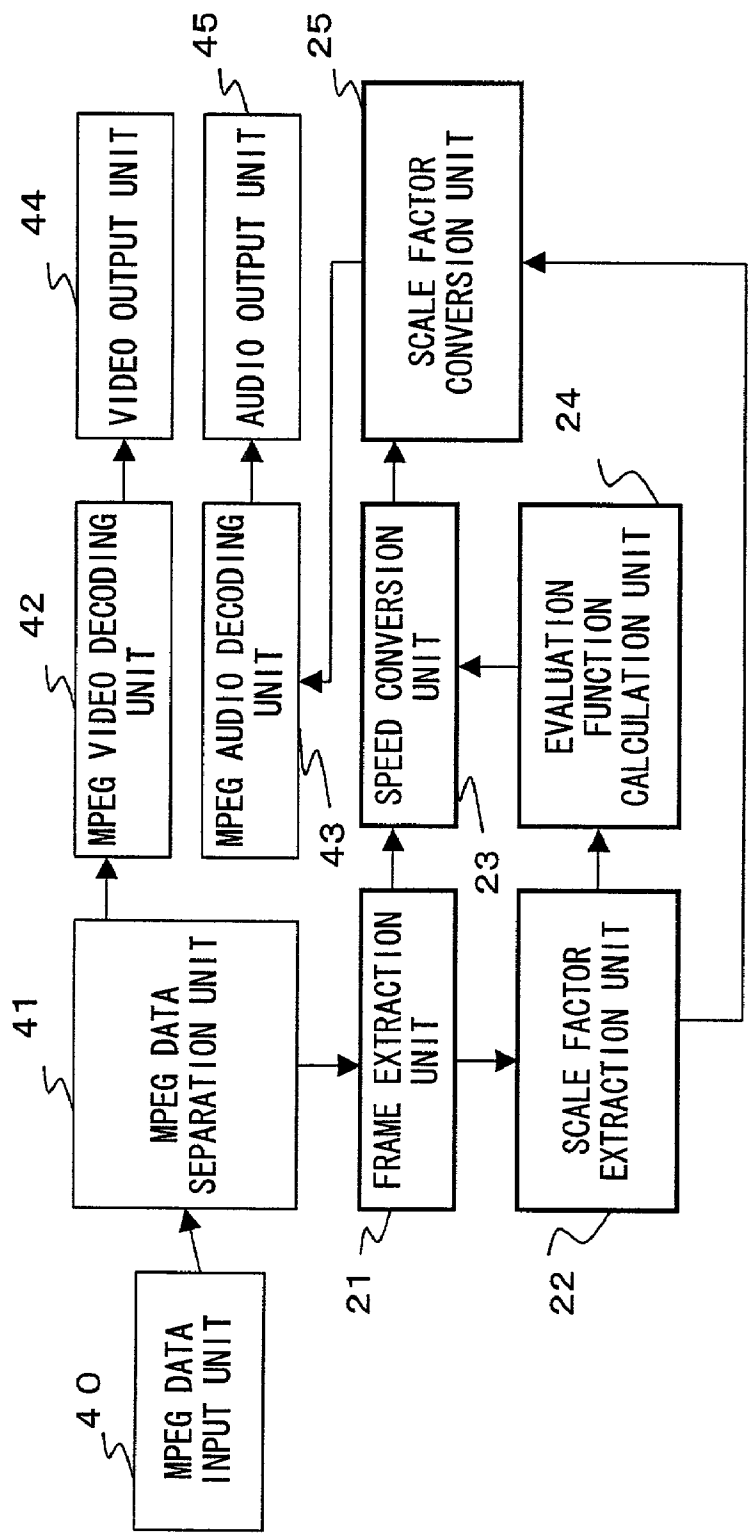 40
MPEG DATA
INPUT UNIT
41
MPEG DATA
SEPARATION UNIT
42
MPEG VIDEO DECODING
UNIT
44
VIDEO OUTPUT UNIT
MPEG AUDIO DECODING
UNIT
43
45
AUDIO OUTPUT UNIT
21
FRAME EXTRACTION
UNIT
23
SPEED CONVERSION
UNIT
25
SCALE FACTOR
CONVERSION UNIT
22
SCALE FACTOR
EXTRACTION UNIT
24
EVALUATION
FUNCTION
CALCULATION UNIT